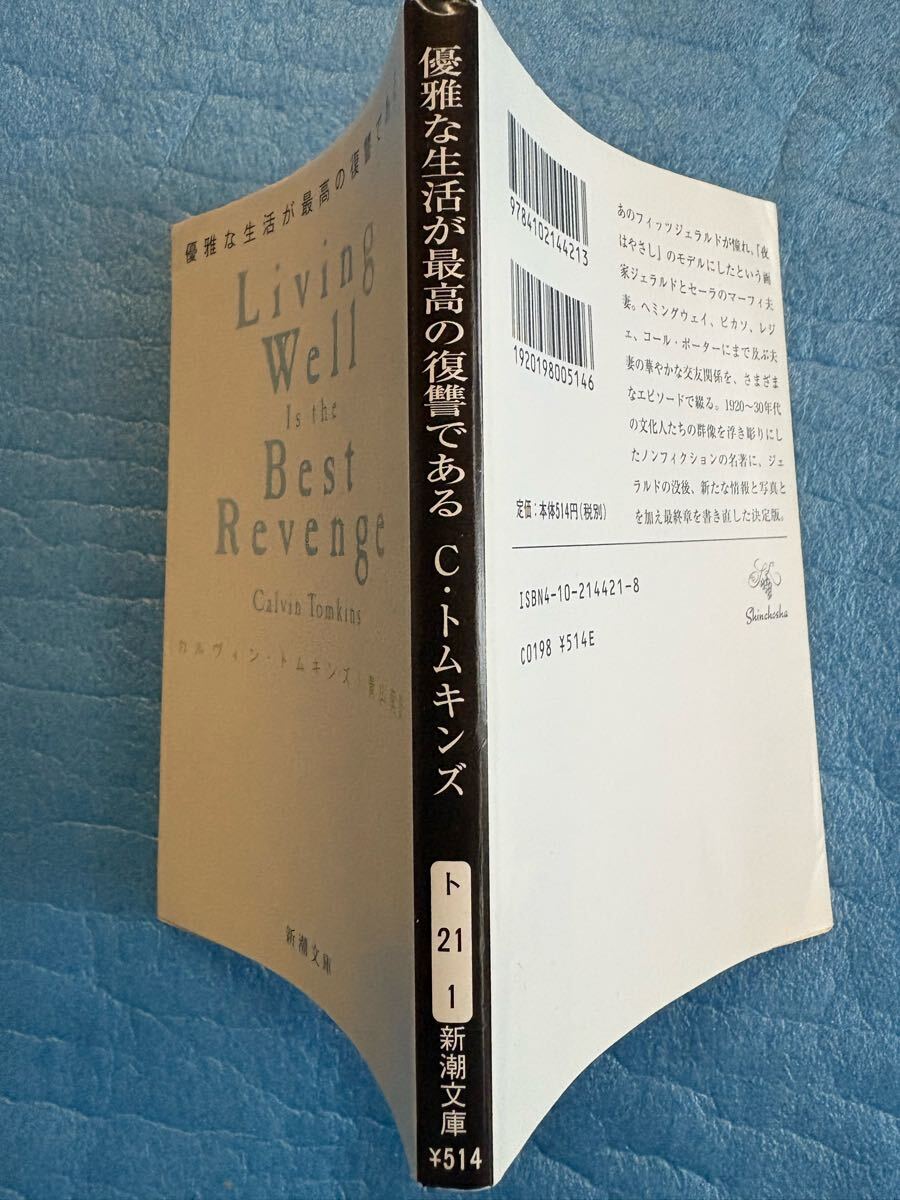 優雅な生活が最高の復讐で
Living
Well
Is the
Best
Revenge
Calvin Tomkins
カルヴィン・トムキンズ
新潮文庫
優雅な生活が最高の復讐である C・トムキンズ
ト
21
1
新潮文庫
¥514
9784102144213
1920198005146
定価：本体514円（税別）
あのフィッツジェラルドが憧れ、『夜
はやさし』のモデルにしたという画
家ジェラルドとセーラのマーフィ夫
妻。ヘミングウェイ、ピカソ、レジ
ェ、コール・ポーターにまで及ぶ夫
妻の華やかな交友関係を、さまざま
なエピソードで綴る。1920〜30年代
の文化人たちの群像を浮き彫りにし
たノンフィクションの名著に、ジェ
ラルドの没後、新たな情報と写真と
を加え最終章を書き直した決定版。
ISBN4-10-214421-8
C0198 ¥514E
Shinchosha